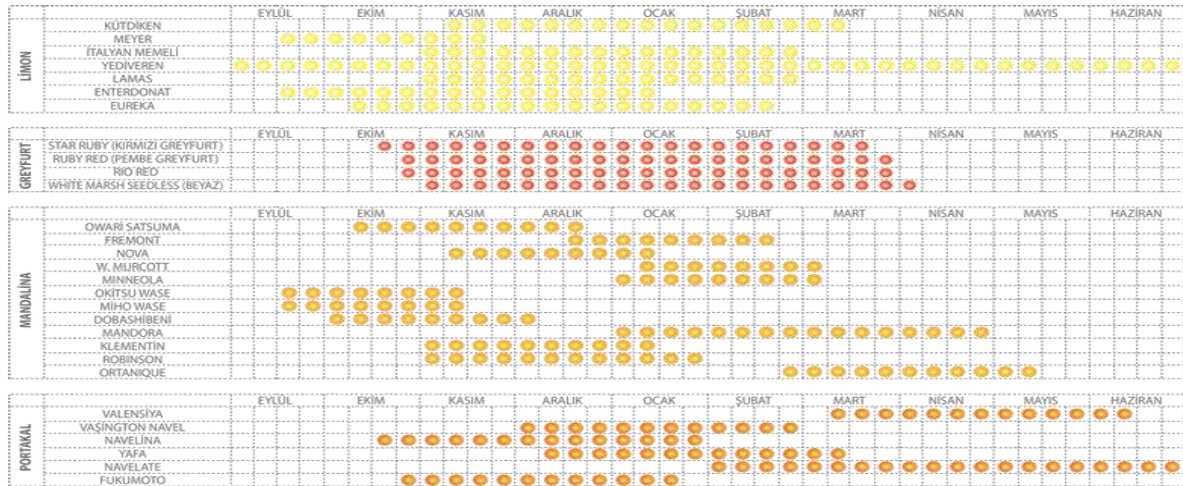 EYLÜL EKİM KASIM ARALIK OCAK ŞUBAT MART NİSAN MAYIS HAZİRAN
LİMON
KÜTDİKEN
MEYER
İTALYAN MEMELİ
YEDİVEREN
LAMAS
ENTERDONAT
EUREKA
EYLÜL EKİM KASIM ARALIK OCAK ŞUBAT MART NİSAN MAYIS HAZİRAN
GREYFURT
STAR RUBY (KIRMIZI GREYFURT)
RUBY RED (PEMBE GREYFURT)
RIO RED
WHITE MARSH SEEDLESS (BEYAZ)
EYLÜL EKİM KASIM ARALIK OCAK ŞUBAT MART NİSAN MAYIS HAZİRAN
MANDALİNA
OWARİ SATSUMA
FREMONT
NOVA
W. MURCOTT
MINNEOLA
OKİTSU WASE
MİHO WASE
DOBASHİBENİ
MANDORA
KLEMENTİN
ROBINSON
ORTANIQUE
EYLÜL EKİM KASIM ARALIK OCAK ŞUBAT MART NİSAN MAYIS HAZİRAN
PORTAKAL
VALENSİYA
VAŞİNGTON NAVEL
NAVELİNA
YAFA
NAVELATE
FUKUMOTO